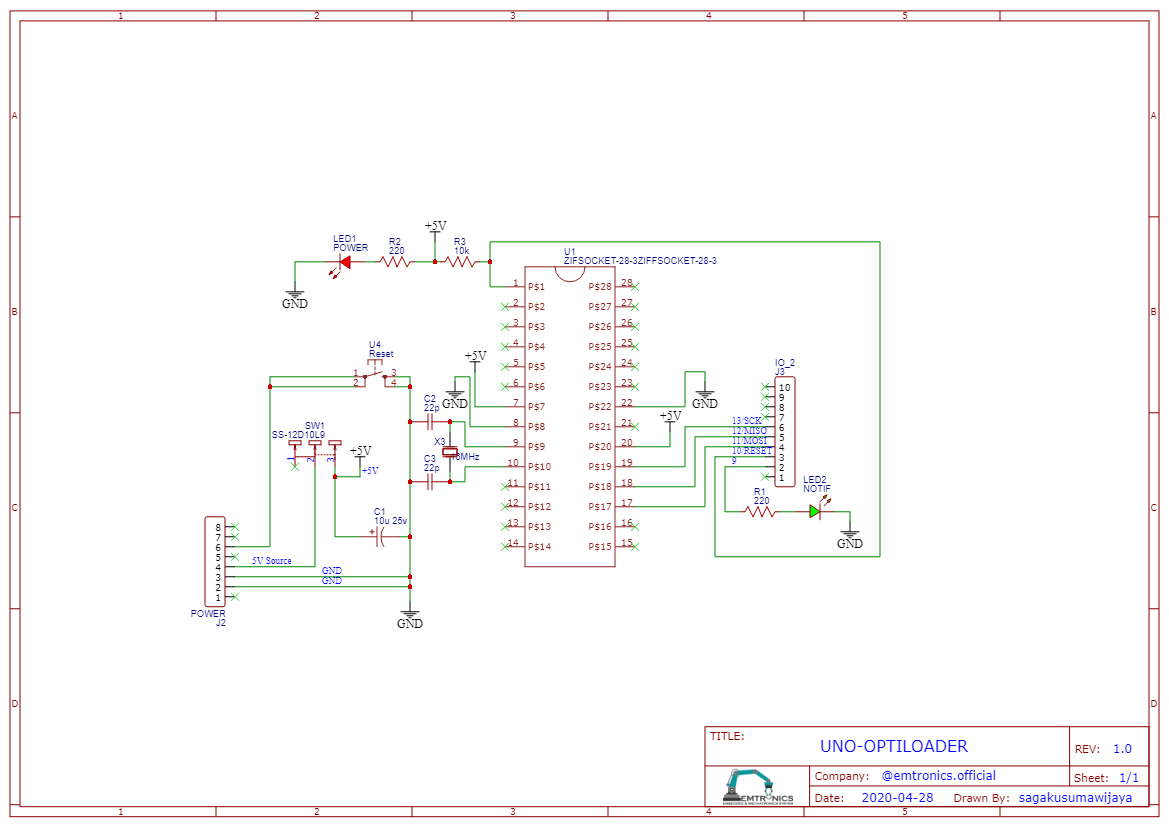 1 2 3 4 5
A A
B B
C C
D D
+5V
LED1
POWER
R2
220
R3
10k
GND
U1
ZIFSOCKET-28-3ZIFFSOCKET-28-3
1 P$1 P$28 28
2 P$2 P$27 27
3 P$3 P$26 26
4 P$4 P$25 25
5 P$5 P$24 24
6 P$6 P$23 23
7 P$7 P$22 22
8 P$8 P$21 21
9 P$9 P$20 20
10 P$10 P$19 19
11 P$11 P$18 18
12 P$12 P$17 17
13 P$13 P$16 16
14 P$14 P$15 15
U4
Reset
1 3
2 4
+5V
GND
C2
22p
X3
16MHz
C3
22p
SW1
SS-12D10L9
1 2 3
+5V
+5V
C1
10u 25v
8
7
6
5
4
3
2
1
5V Source
GND
GND
POWER
J2
GND
GND
+5V
IO_2
J3
10
9
8
7
6
5
4
3
2
1
13/SCK
12/MISO
11/MOSI
10/RESET
9
R1
220
LED2
NOTIF
GND
TITLE:
UNO-OPTILOADER
REV: 1.0
EMTRONICS
Company: @emtronics.official
Sheet: 1/1
Date: 2020-04-28 Drawn By: sagakusumawijaya
1 2 3 4 5